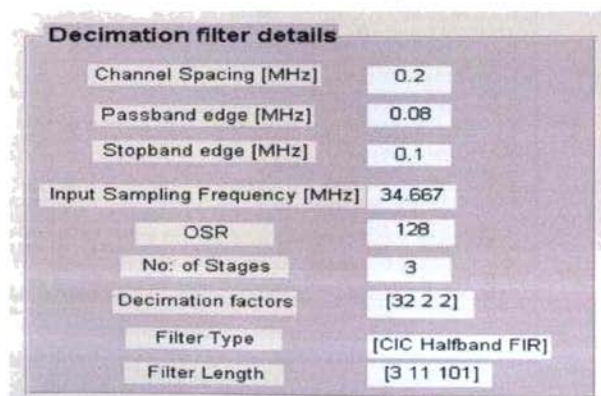 Decimation filter details
Channel Spacing [MHz] 0.2
Passband edge [MHz] 0.08
Stopband edge [MHz] 0.1
Input Sampling Frequency [MHz] 34.667
OSR 128
No: of Stages 3
Decimation factors [32 2 2]
Filter Type [CIC Halfband FIR]
Filter Length [3 11 101]